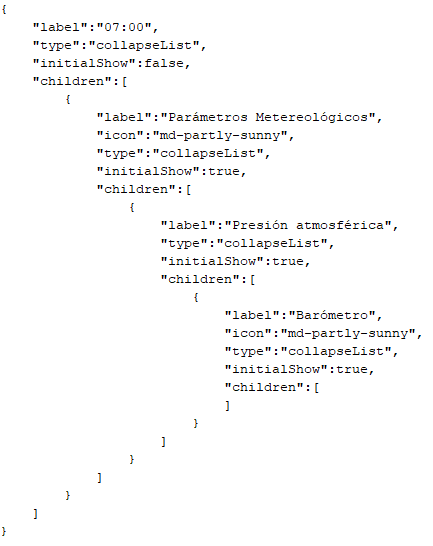 {
    "label":"07:00",
    "type":"collapseList",
    "initialShow":false,
    "children":[
        {
            "label":"Parámetros Metereológicos",
            "icon":"md-partly-sunny",
            "type":"collapseList",
            "initialShow":true,
            "children":[
                {
                    "label":"Presión atmosférica",
                    "type":"collapseList",
                    "initialShow":true,
                    "children":[
                        {
                            "label":"Barómetro",
                            "icon":"md-partly-sunny",
                            "type":"collapseList",
                            "initialShow":true,
                            "children":[
                            ]
                        }
                    ]
                }
            ]
        }
    ]
}